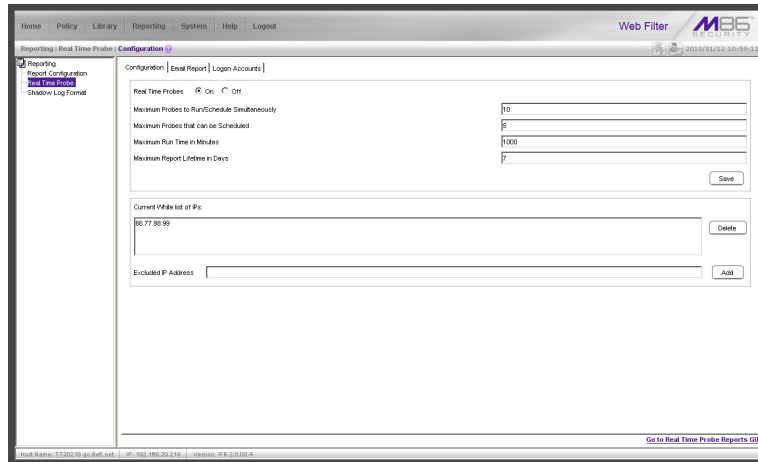 Home Policy Library Reporting System Help Logout
Web Filter
M86
SECURITY
Reporting : Real Time Probe : Configuration
2010/01/12 10:59:12
Reporting
Report Configuration
Real Time Probe
Shadow Log Format
Configuration Email Report Logon Accounts
Real Time Probes On Off
Maximum Probes to Run/Schedule Simultaneously 10
Maximum Probes that can be Scheduled 5
Maximum Run Time in Minutes 1000
Maximum Report Lifetime in Days 7
Save
Current White list of IPs:
66.77.88.99
Delete
Excluded IP Address
Add
Go to Real Time Probe Reports GU
Host Name: TT20218.qc.8e6.net IP: 192.168.20.218 Version: IFR 2.0.00.4